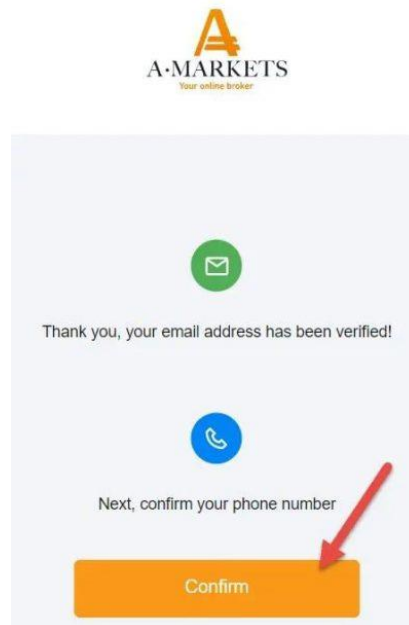 A·MARKETS
Your online broker
Thank you, your email address has been verified!
Next, confirm your phone number
Confirm